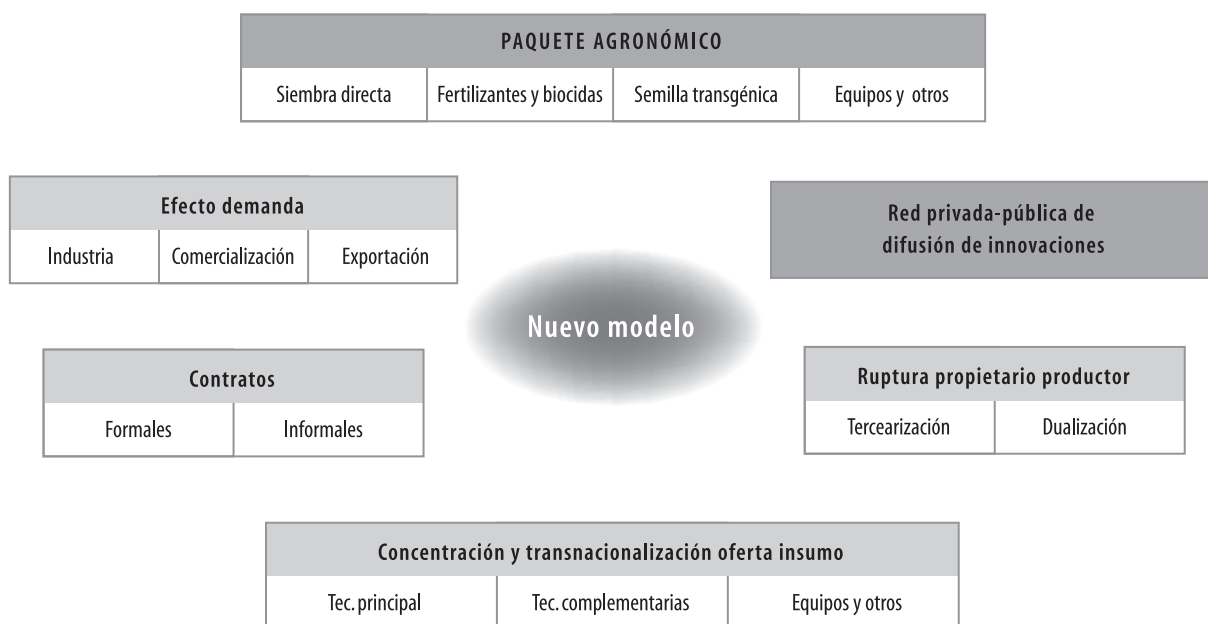 PAQUETE AGRONÓMICO
Siembra directa Fertilizantes y biocidas Semilla transgénica Equipos y otros
Efecto demanda
Industria Comercialización Exportación
Red privada-pública de
difusión de innovaciones
Nuevo modelo
Contratos
Formales Informales
Ruptura propietario productor
Tercearización Dualización
Concentración y transnacionalización oferta insumo
Tec. principal Tec. complementarias Equipos y otros